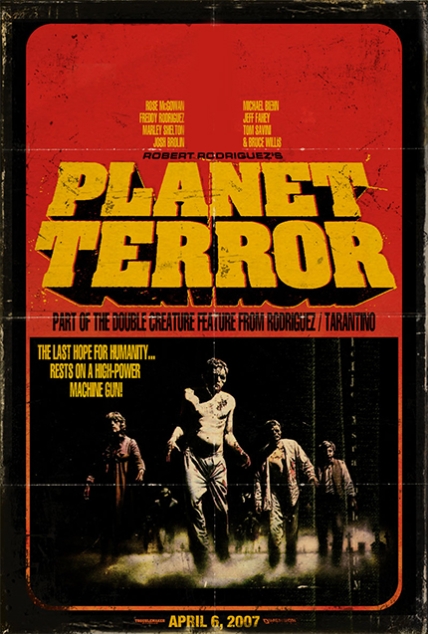 ROSE McGOWAN
FREDDY RODRIGUEZ
MARLEY SHELTON
JOSH BROLIN
MICHAEL BIEHN
JEFF FAHEY
TOM SAVINI
& BRUCE WILLIS
ROBERT RODRIGUEZ'S
PLANET
TERROR
PART OF THE DOUBLE CREATURE FEATURE FROM RODRIGUEZ / TARANTINO
THE LAST HOPE FOR HUMANITY...
RESTS ON A HIGH-POWER
MACHINE GUN!
APRIL 6, 2007